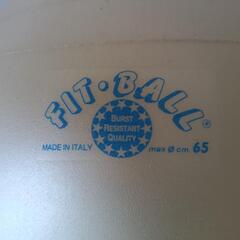 FIT·BALL®
BURST
RESISTANT
QUALITY
MADE IN ITALY max Ø cm. 65